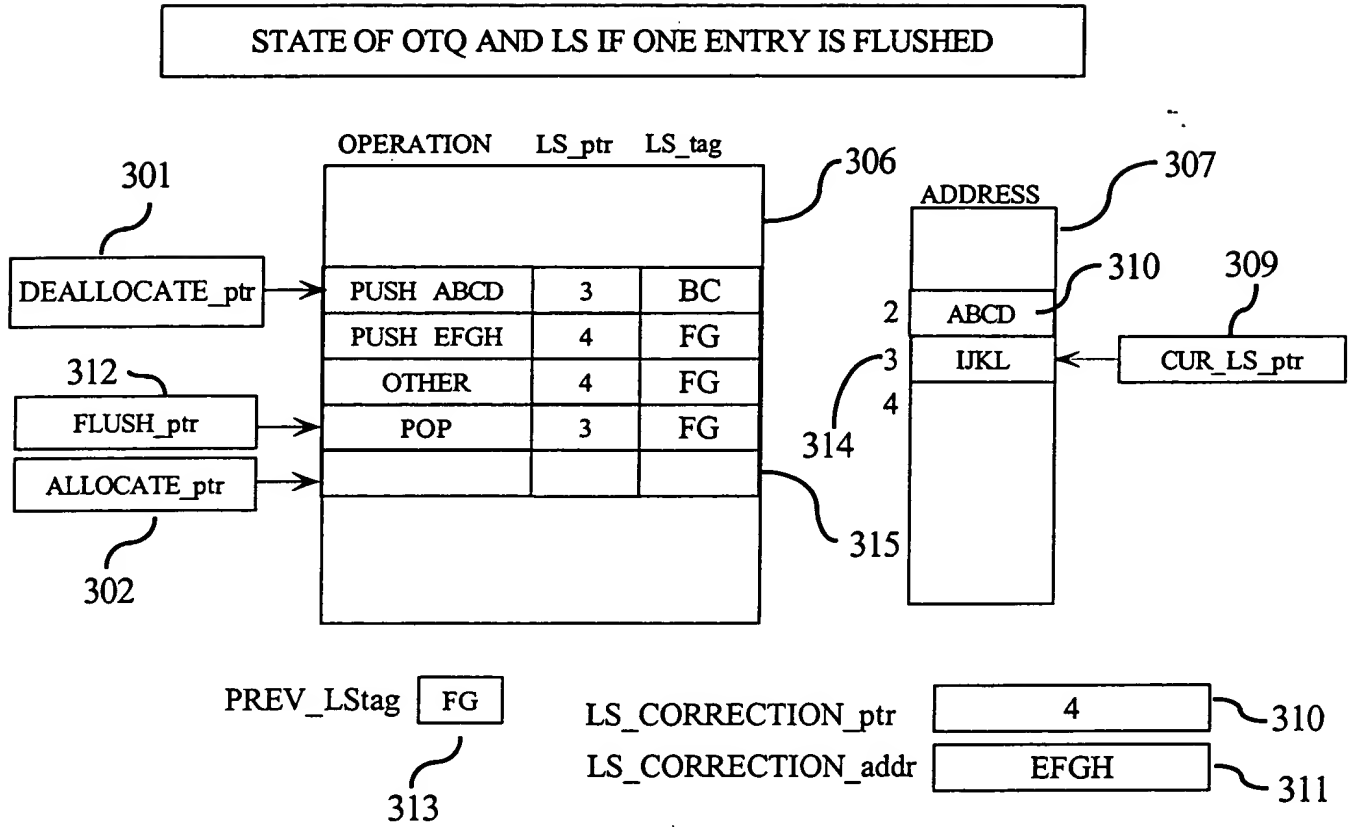 STATE OF OTQ AND LS IF ONE ENTRY IS FLUSHED
OPERATION LS_ptr LS_tag
301
306
307
ADDRESS
DEALLOCATE_ptr
PUSH ABCD 3 BC
310
309
2 ABCD
PUSH EFGH 4 FG
3 IJKL
CUR_LS_ptr
312
OTHER 4 FG
4
FLUSH_ptr
POP 3 FG
314
ALLOCATE_ptr
315
302
PREV_LStag FG
313
LS_CORRECTION_ptr 4 310
LS_CORRECTION_addr EFGH 311